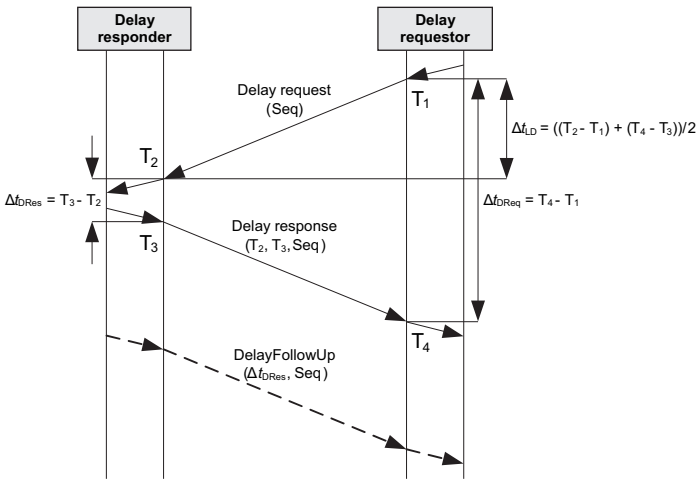 Delay
responder
Delay
requestor
Delay request
(Seq)
T1
ΔtLD = ((T2 - T1) + (T4 - T3))/2
T2
ΔtDRes = T3 - T2
ΔtDReq = T4 - T1
T3
Delay response
(T2, T3, Seq)
T4
DelayFollowUp
(ΔtDRes, Seq)